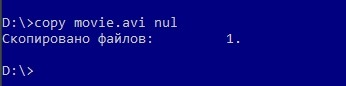 D:\>copy movie.avi nul
Скопировано файлов:         1.
D:\>